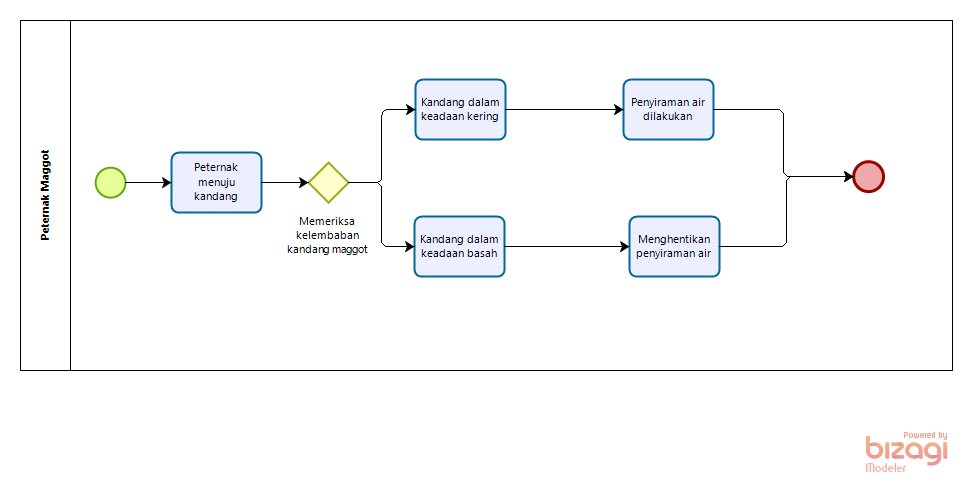 Peternak Maggot
Peternak
menuju
kandang
Memeriksa
kelembaban
kandang maggot
Kandang dalam
keadaan kering
Penyiraman air
dilakukan
Kandang dalam
keadaan basah
Menghentikan
penyiraman air
Powered by
bizagi
Modeler